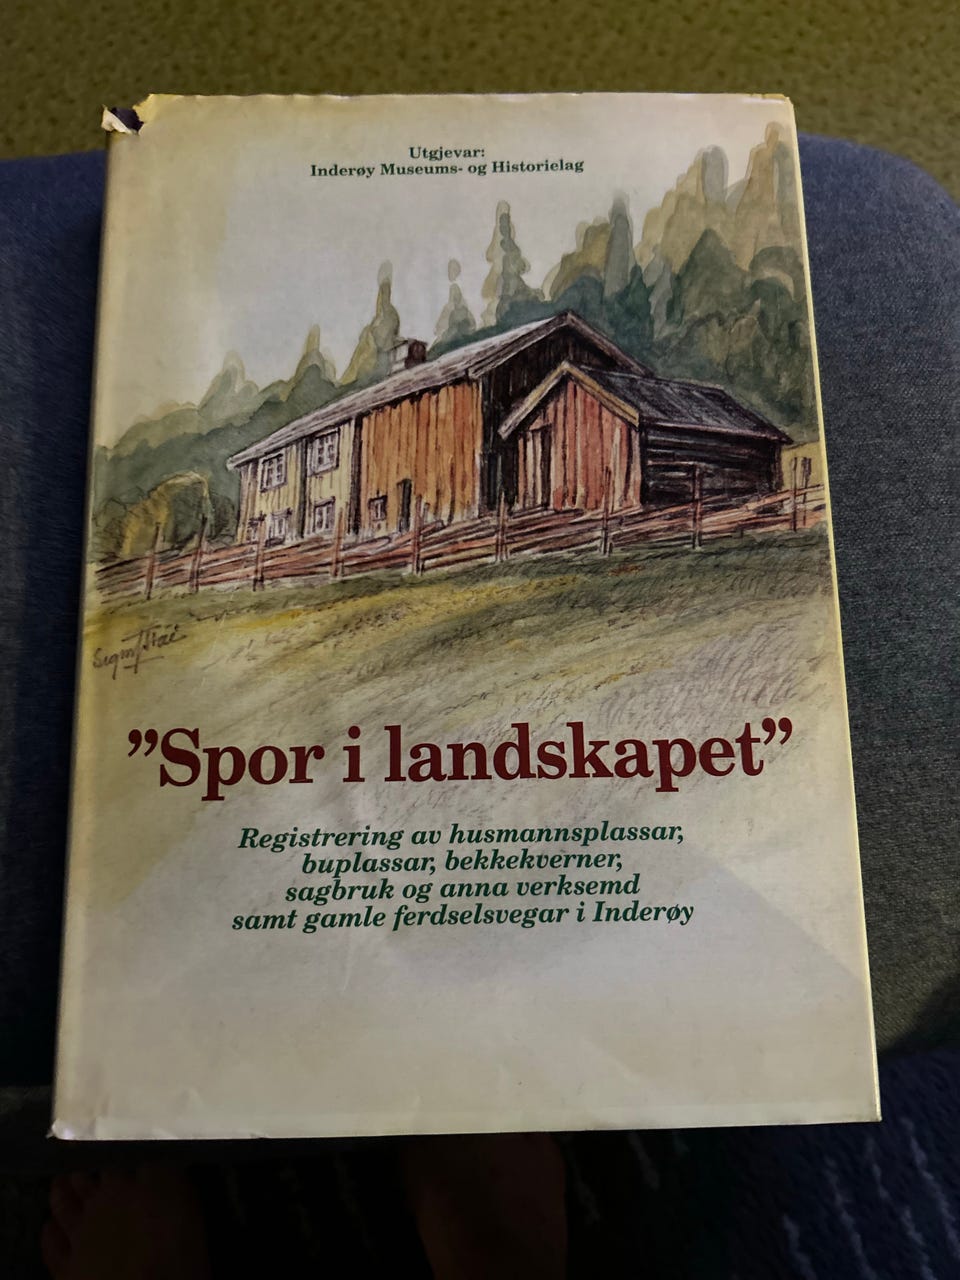 Utgjevar:
Inderøy Museums- og Historielag
"Spor i landskapet"
Registrering av husmannsplassar,
buplassar, bekkekverner,
sagbruk og anna verksemd
samt gamle ferdselsvegar i Inderøy